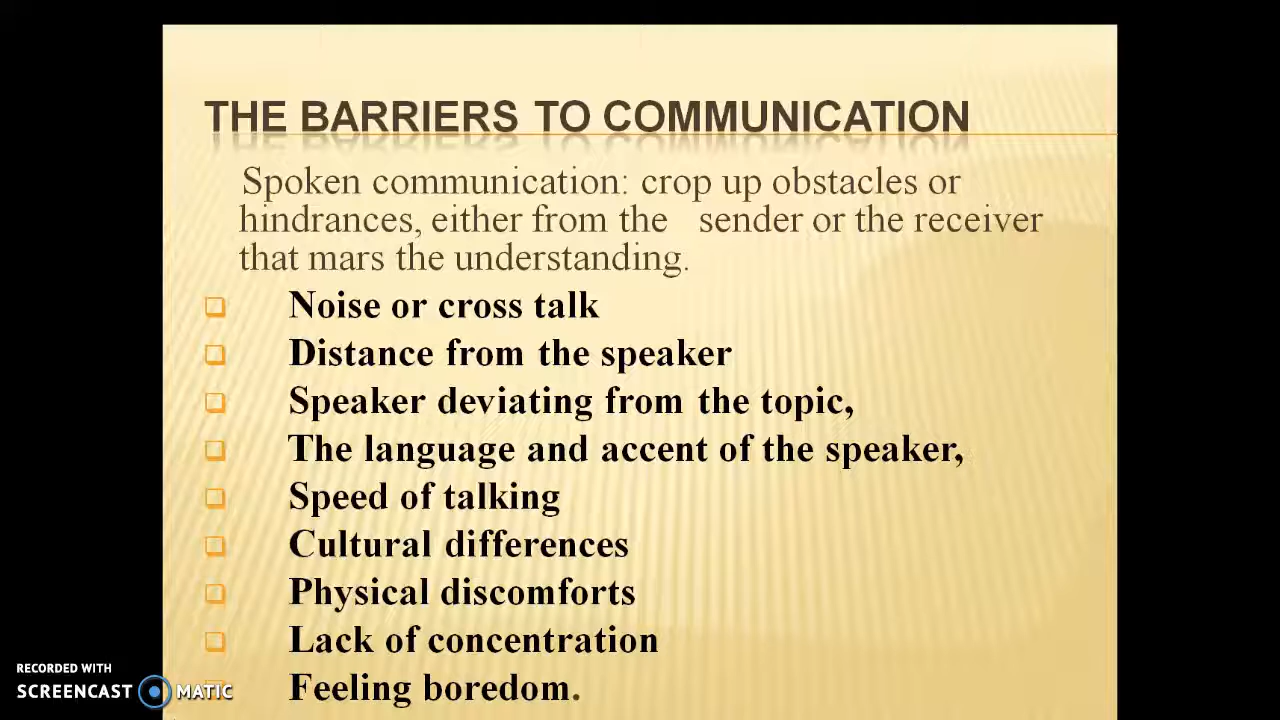 THE BARRIERS TO COMMUNICATION
Spoken communication: crop up obstacles or
hindrances, either from the sender or the receiver
that mars the understanding.
Noise or cross talk
Distance from the speaker
Speaker deviating from the topic,
The language and accent of the speaker,
Speed of talking
Cultural differences
Physical discomforts
Lack of concentration
Feeling boredom.
RECORDED WITH
SCREENCAST MATIC